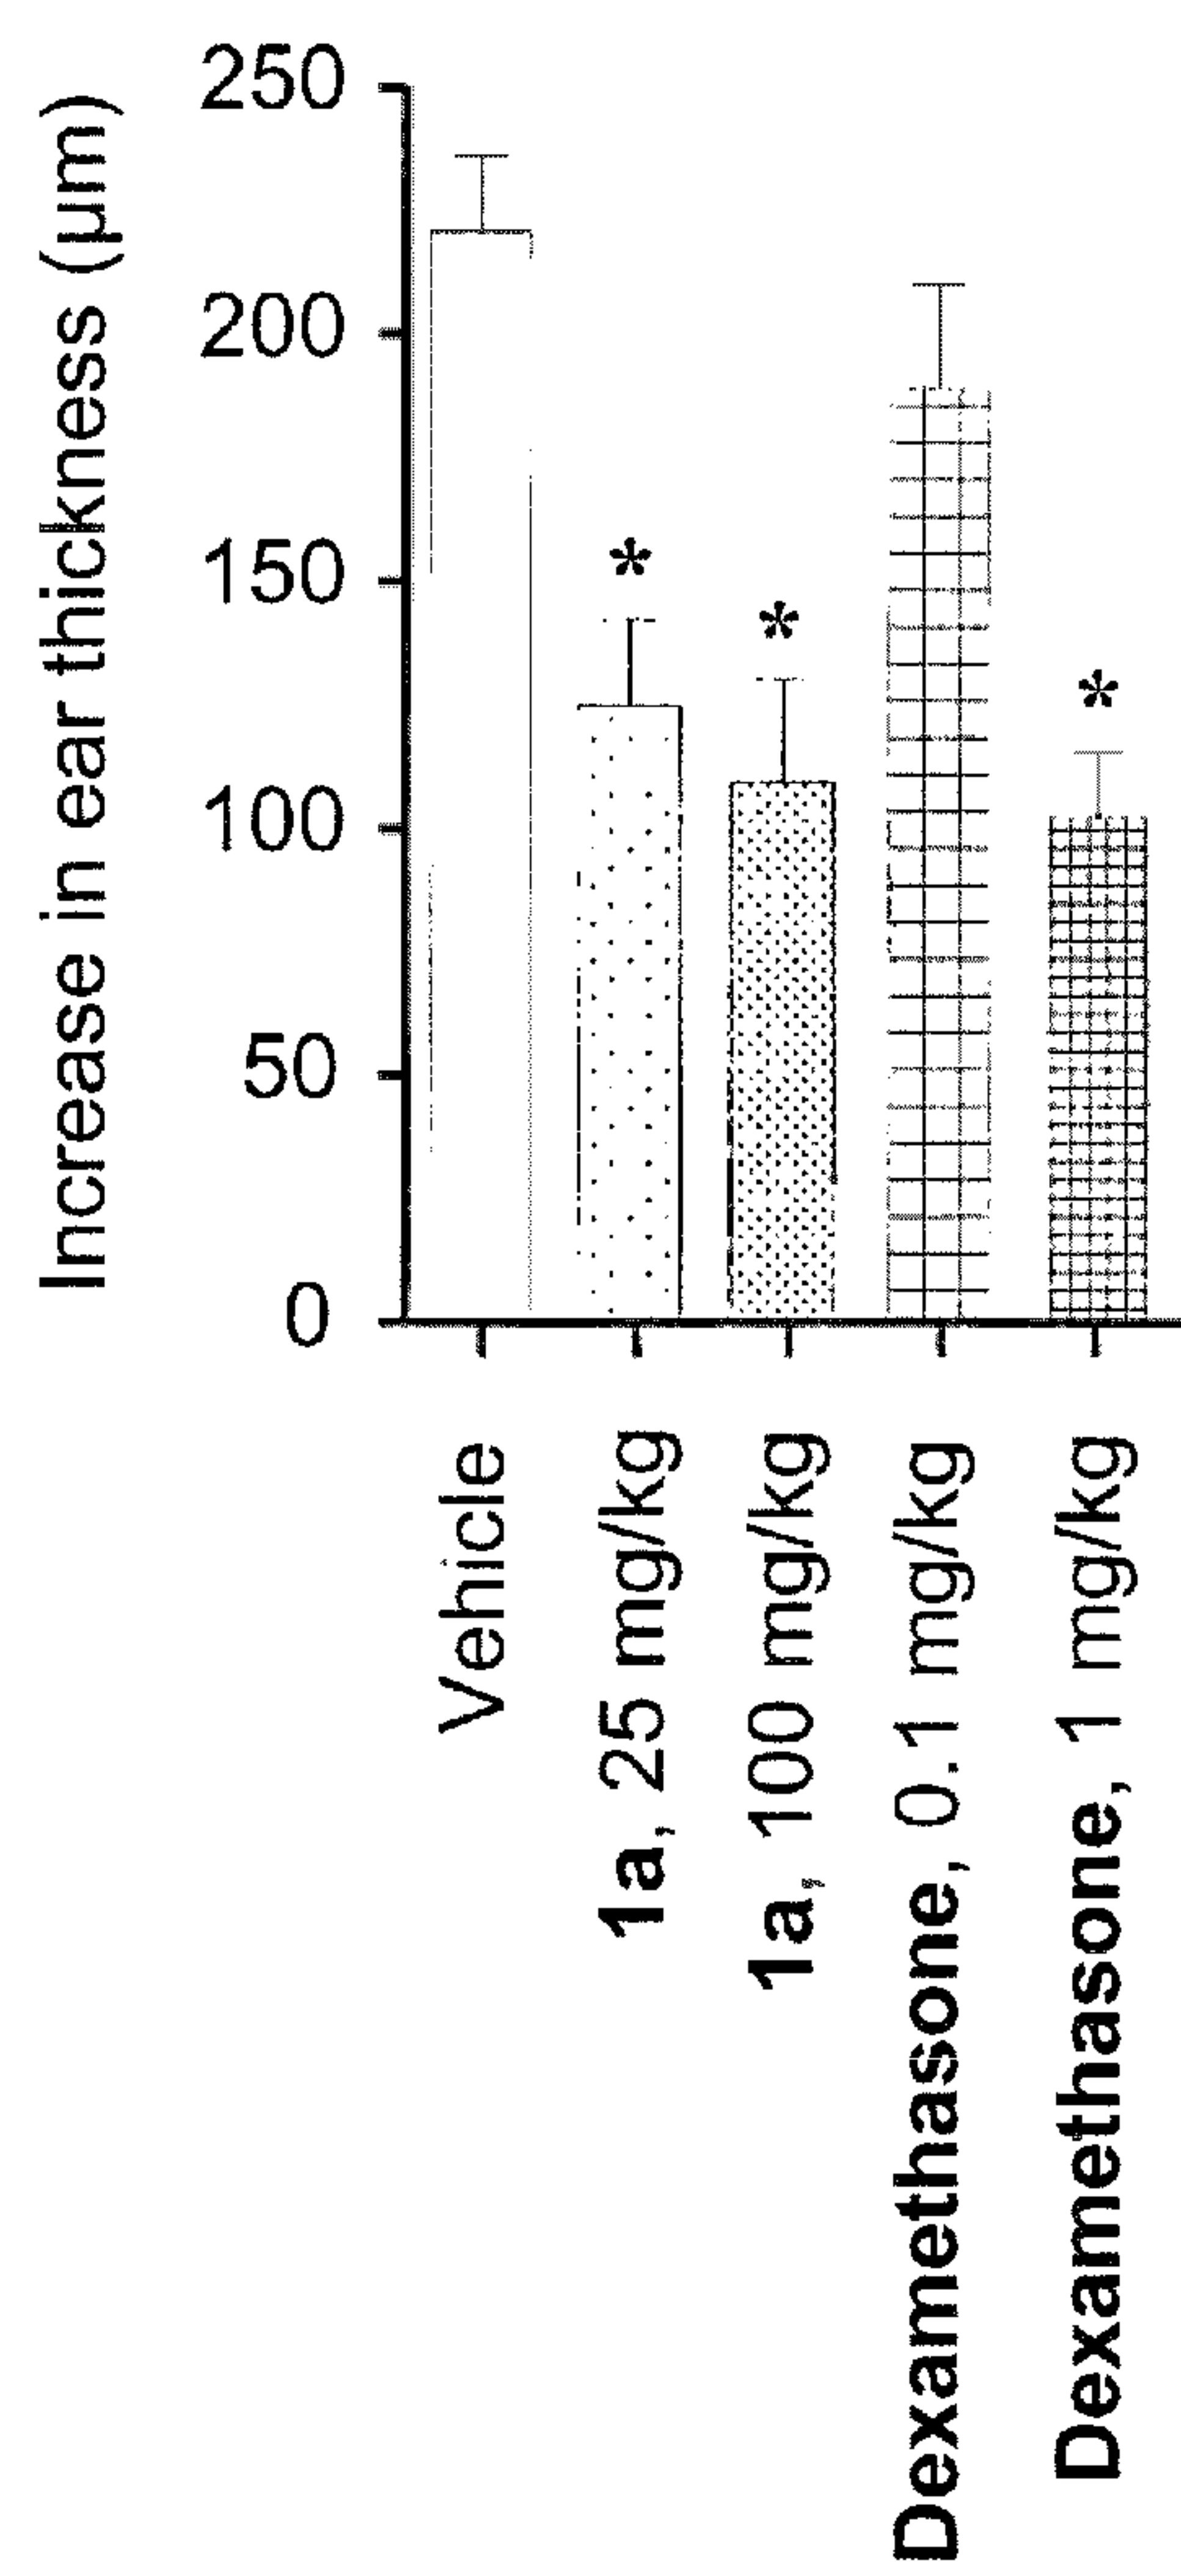 Increase in ear thickness (µm)
250
200
150
100
50
0
*
*
*
Vehicle
1a, 25 mg/kg
1a, 100 mg/kg
Dexamethasone, 0.1 mg/kg
Dexamethasone, 1 mg/kg